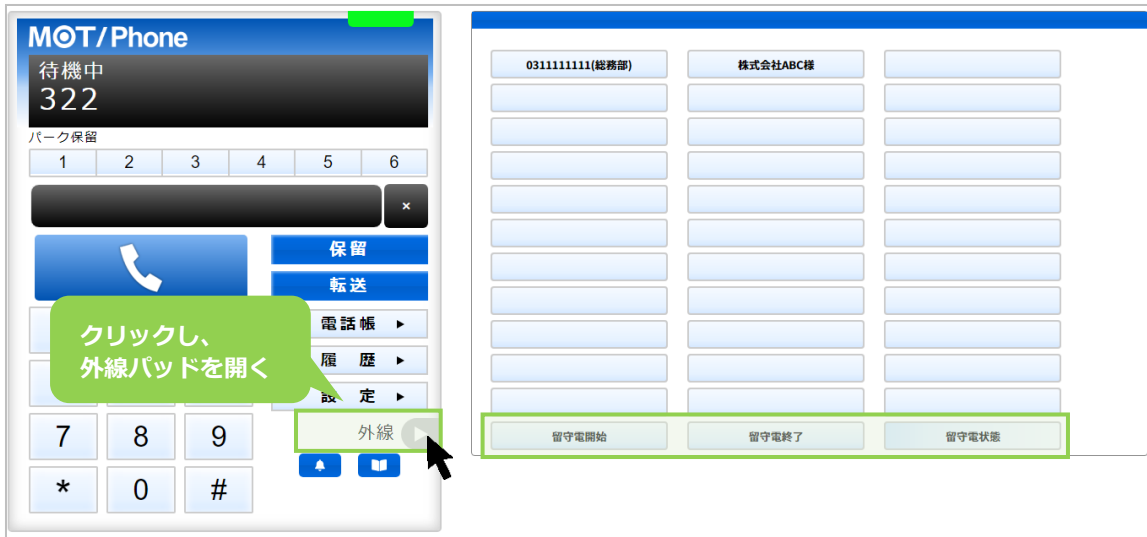 MOT/Phone
待機中
322
パーク保留
1 2 3 4 5 6
×
保留
転送
電話帳 ▶
履 歴 ▶
設 定 ▶
クリックし、
外線パッドを開く
外線
7 8 9
* 0 #
0311111111(総務部) 株式会社ABC様
留守電開始 留守電終了 留守電状態